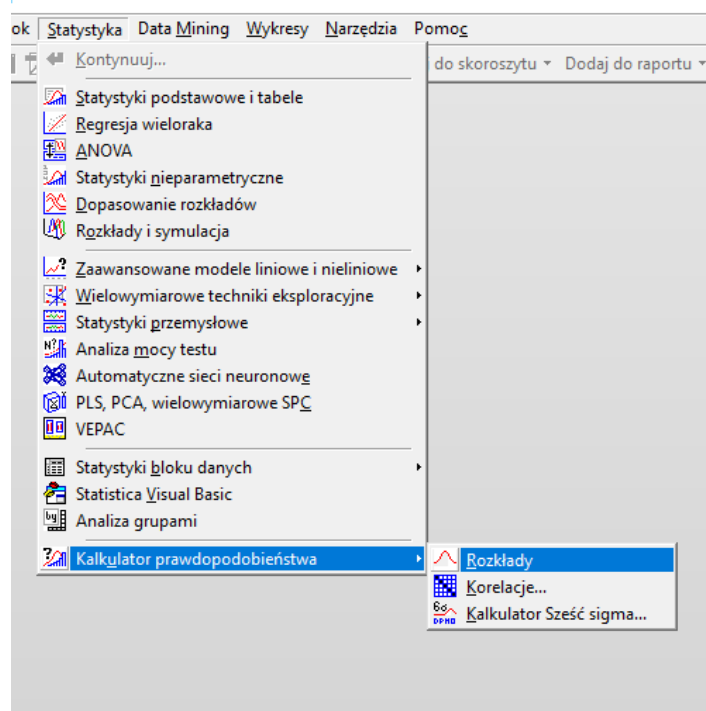 ok Statystyka Data Mining Wykresy Narzędzia Pomoc
Kontynuuj...
do skoroszytu Dodaj do raportu
Statystyki podstawowe i tabele
Regresja wieloraka
ANOVA
Statystyki nieparametryczne
Dopasowanie rozkładów
Rozkłady i symulacja
Zaawansowane modele liniowe i nieliniowe
Wielowymiarowe techniki eksploracyjne
Statystyki przemysłowe
Analiza mocy testu
Automatyczne sieci neuronowe
PLS, PCA, wielowymiarowe SPC
VEPAC
Statystyki bloku danych
Statistica Visual Basic
Analiza grupami
Kalkulator prawdopodobieństwa
Rozkłady
Korelacje...
Kalkulator Sześć sigma...